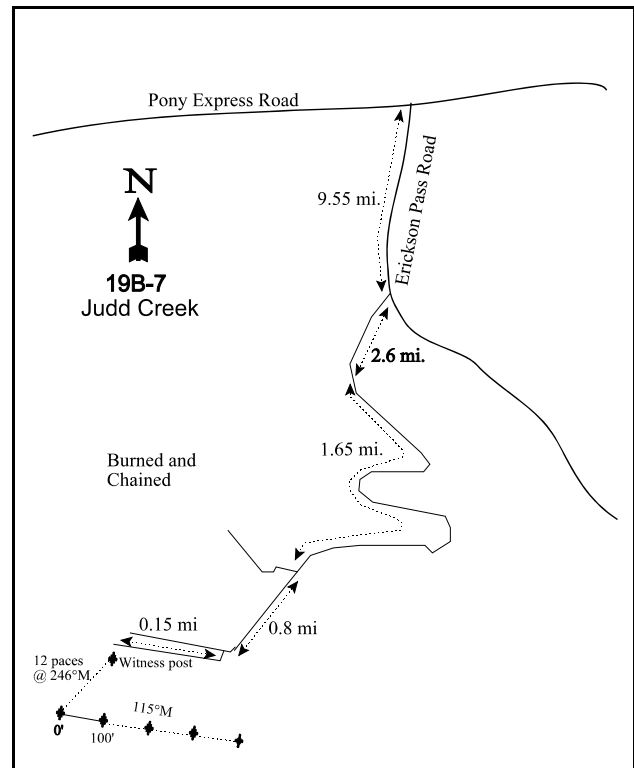 Pony Express Road
N
9.55 mi.
Erickson Pass Road
19B-7
Judd Creek
2.6 mi.
1.65 mi.
Burned and
Chained
0.15 mi
0.8 mi
12 paces
@ 246°M
Witness post
115°M
0'
100'